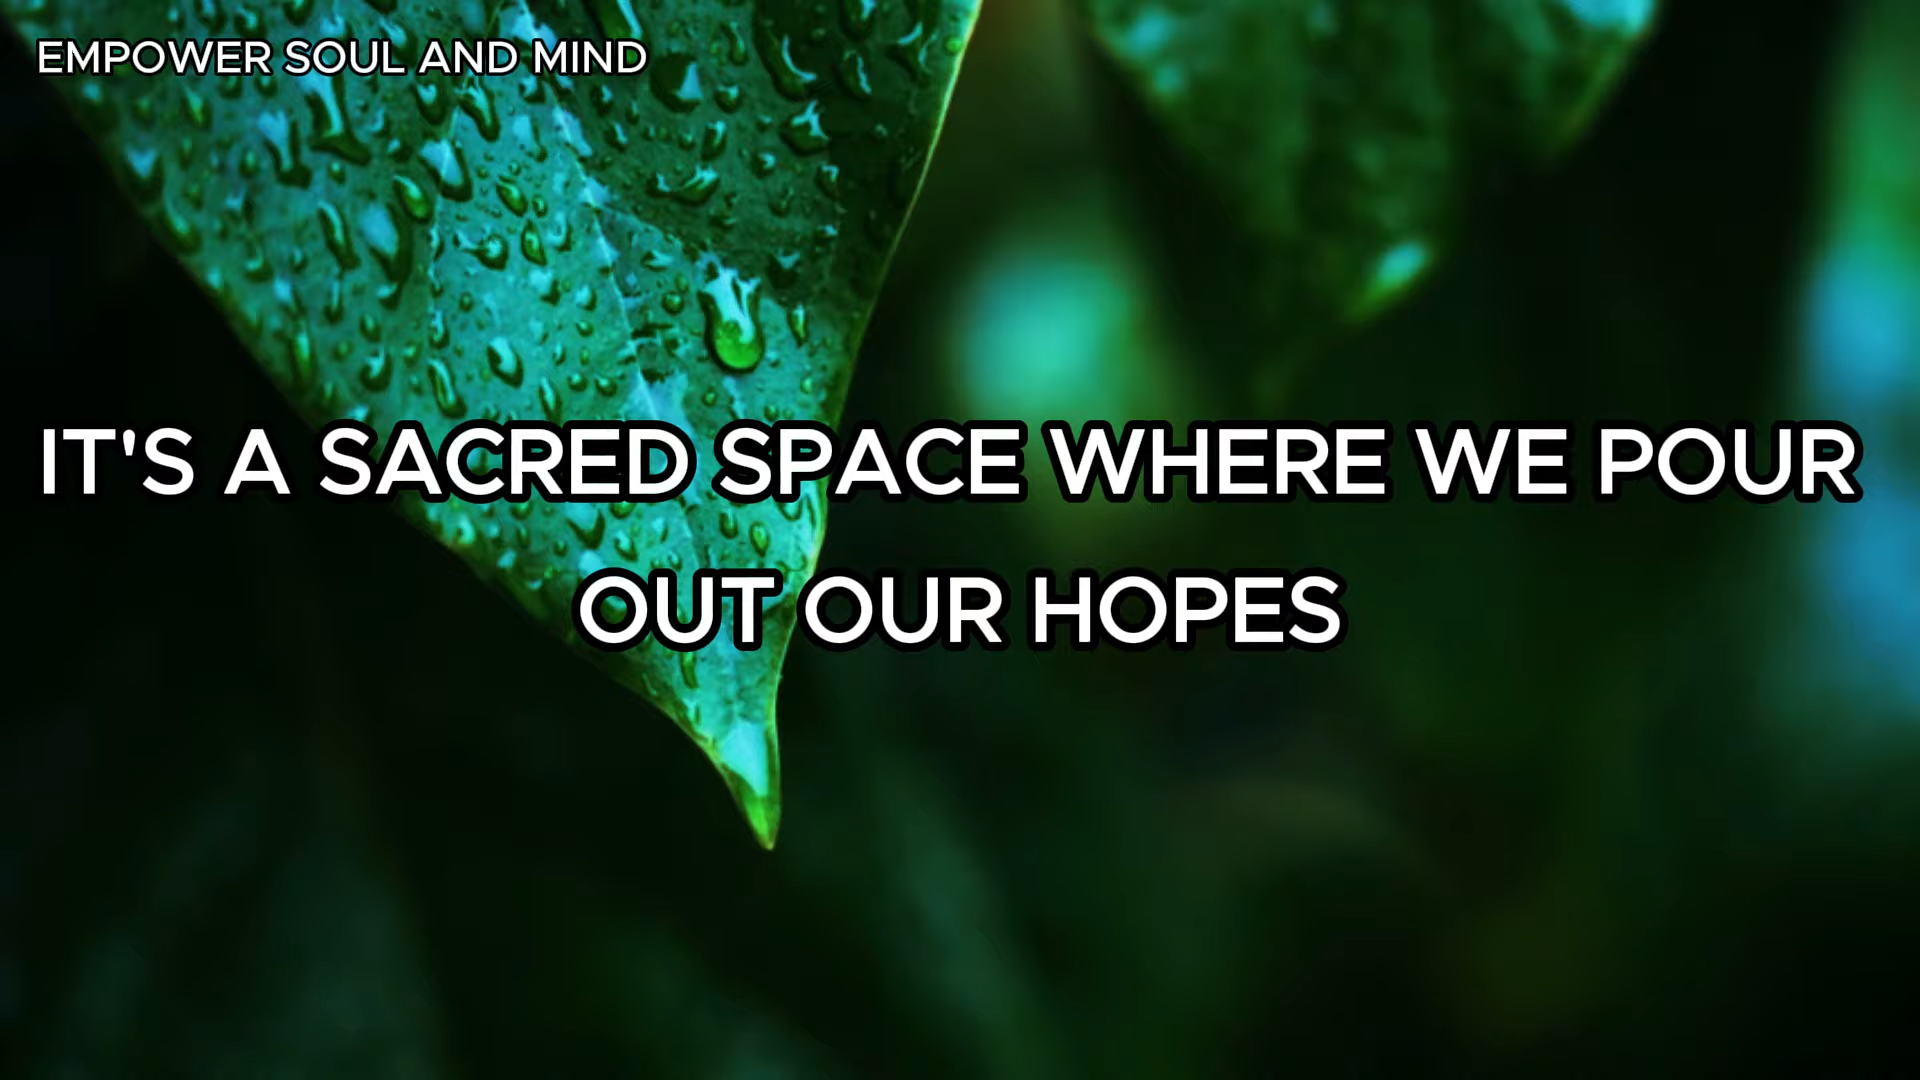 EMPOWER SOUL AND MIND
IT'S A SACRED SPACE WHERE WE POUR
OUT OUR HOPES